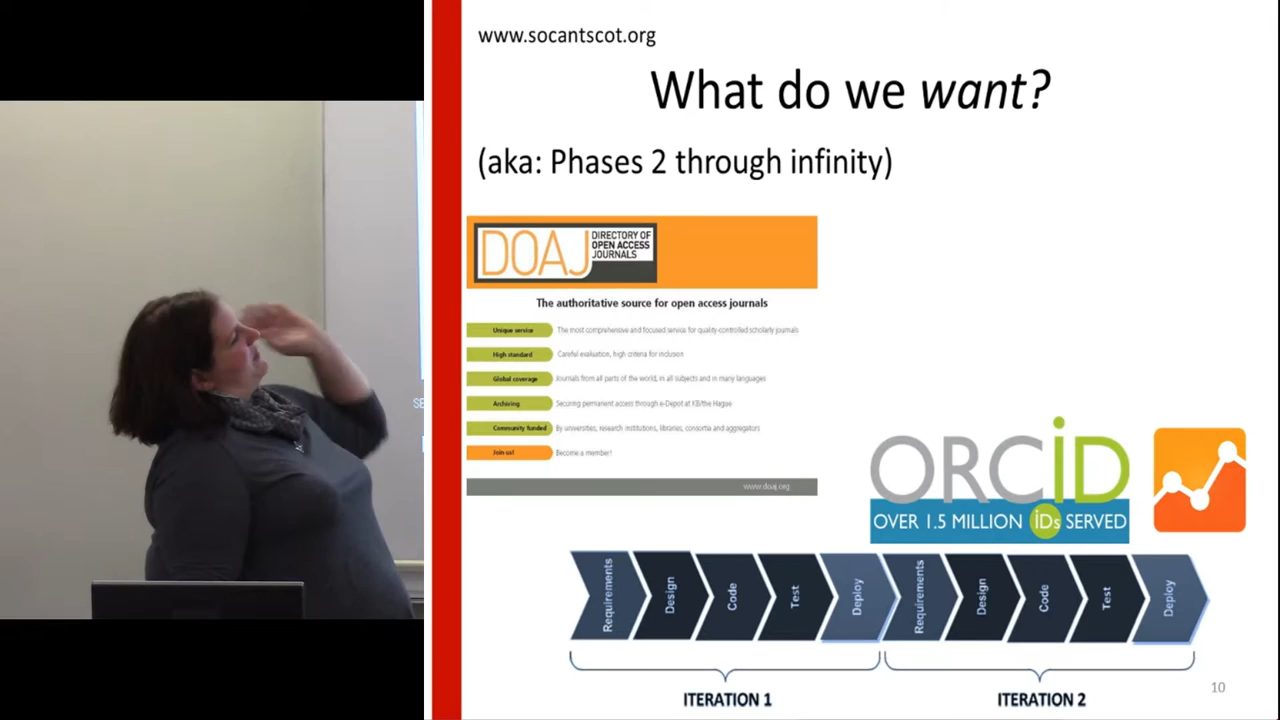 www.socantscot.org
What do we want?
(aka: Phases 2 through infinity)
DOAJ
DIRECTORY OF
OPEN ACCESS
JOURNALS
The authoritative source for open access journals
Unique service The most comprehensive and focused service for quality-controlled scholarly journals
High standard Careful evaluation, high criteria for inclusion
Global coverage Journals from all parts of the world, in all subjects and in many languages
Archiving Securing permanent access through e-Depot at KB/the Hague
Community funded By universities, research institutions, libraries, consortia and aggregators
Join us! Become a member!
www.doaj.org
SE
ORCiD
OVER 1.5 MILLION iDs SERVED
Requirements Design Code Test Deploy Requirements Design Code Test Deploy
ITERATION 1 ITERATION 2
10